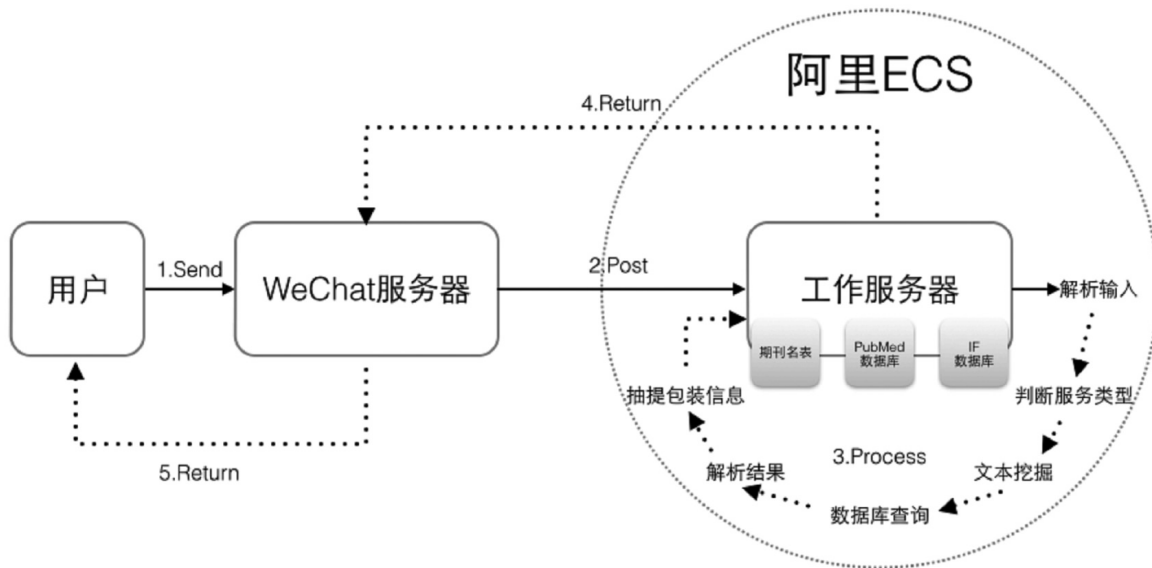 阿里ECS
4.Return
用户
1.Send
WeChat服务器
2.Post
工作服务器
解析输入
期刊名表
PubMed
数据库
IF
数据库
抽提包装信息
判断服务类型
3.Process
解析结果
文本挖掘
5.Return
数据库查询